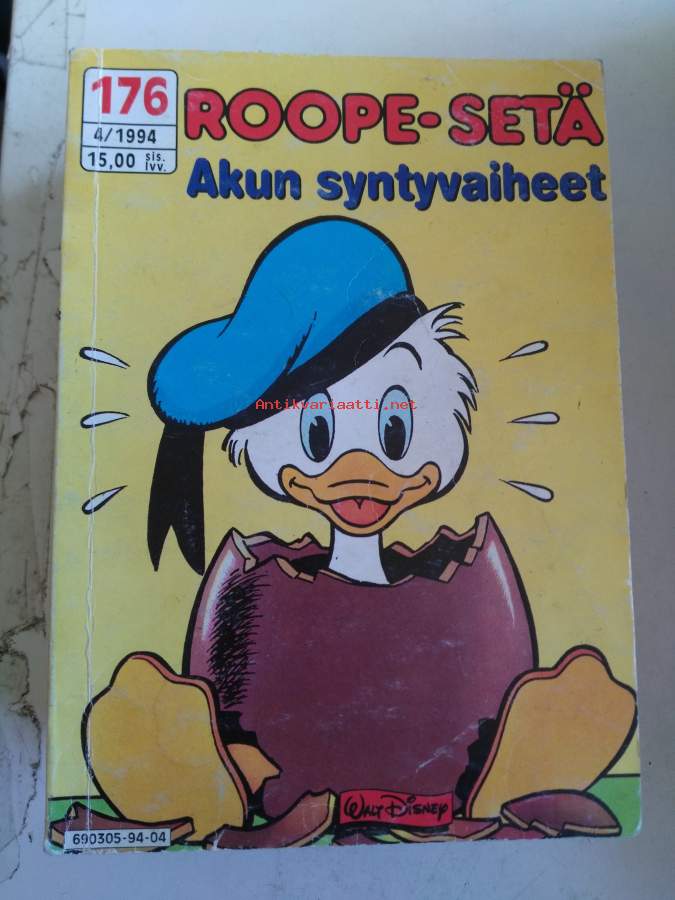 176
4/1994
15,00 sis. lvv.
ROOPE-SETÄ
Akun syntyvaiheet
Antikvariaatti.net
WALT DISNEY
690305-94-04